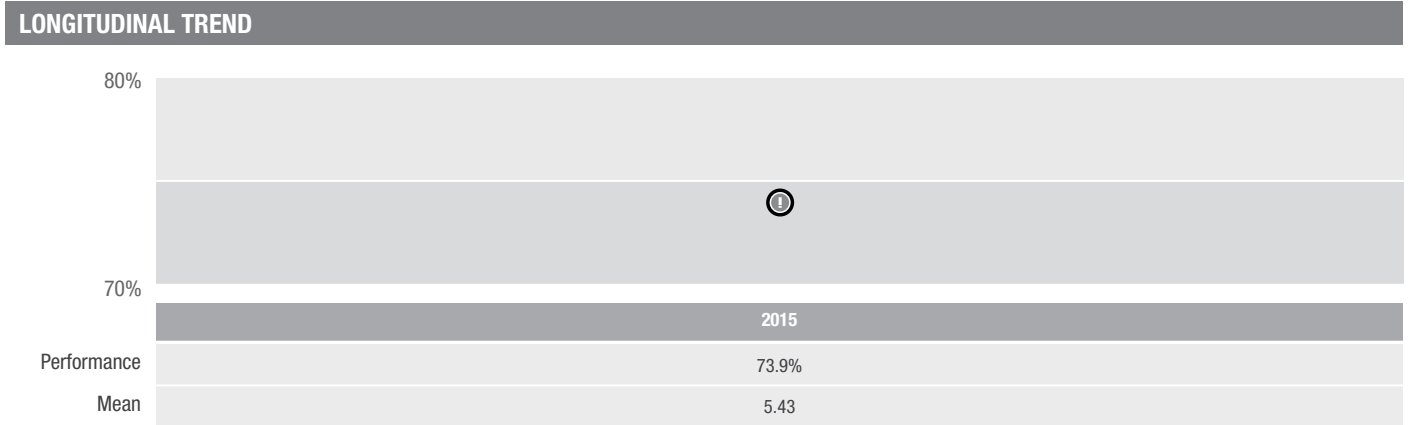 LONGITUDINAL TREND
80%
!
70%
2015
Performance 73.9%
Mean 5.43